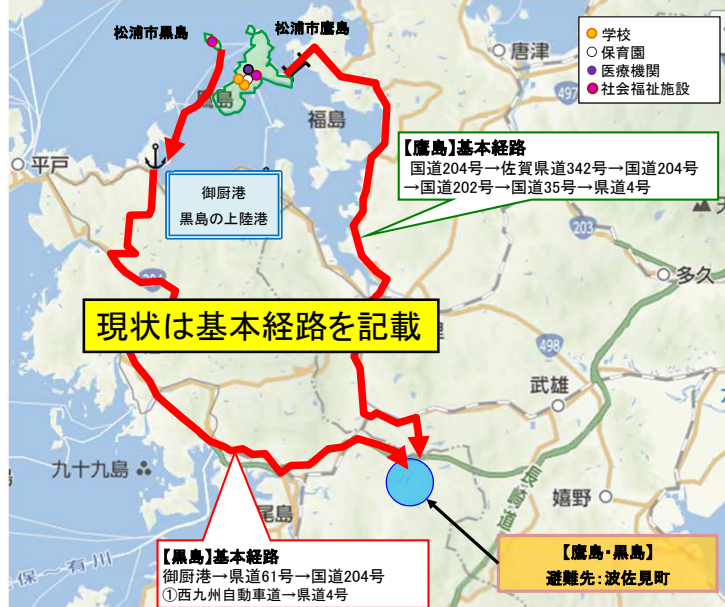 松浦市黒島
松浦市鷹島
学校
保育園
医療機関
社会福祉施設
唐津
497
福島
平戸
【鷹島】基本経路
国道204号→佐賀県道342号→国道204号
→国道202号→国道35号→県道4号
御厨港
黒島の上陸港
203
多久
現状は基本経路を記載
498
武雄
九十九島
長崎道
嬉野
尾島
【黒島】基本経路
御厨港→県道61号→国道204号
①西九州自動車道→県道4号
【鷹島・黒島】
避難先:波佐見町